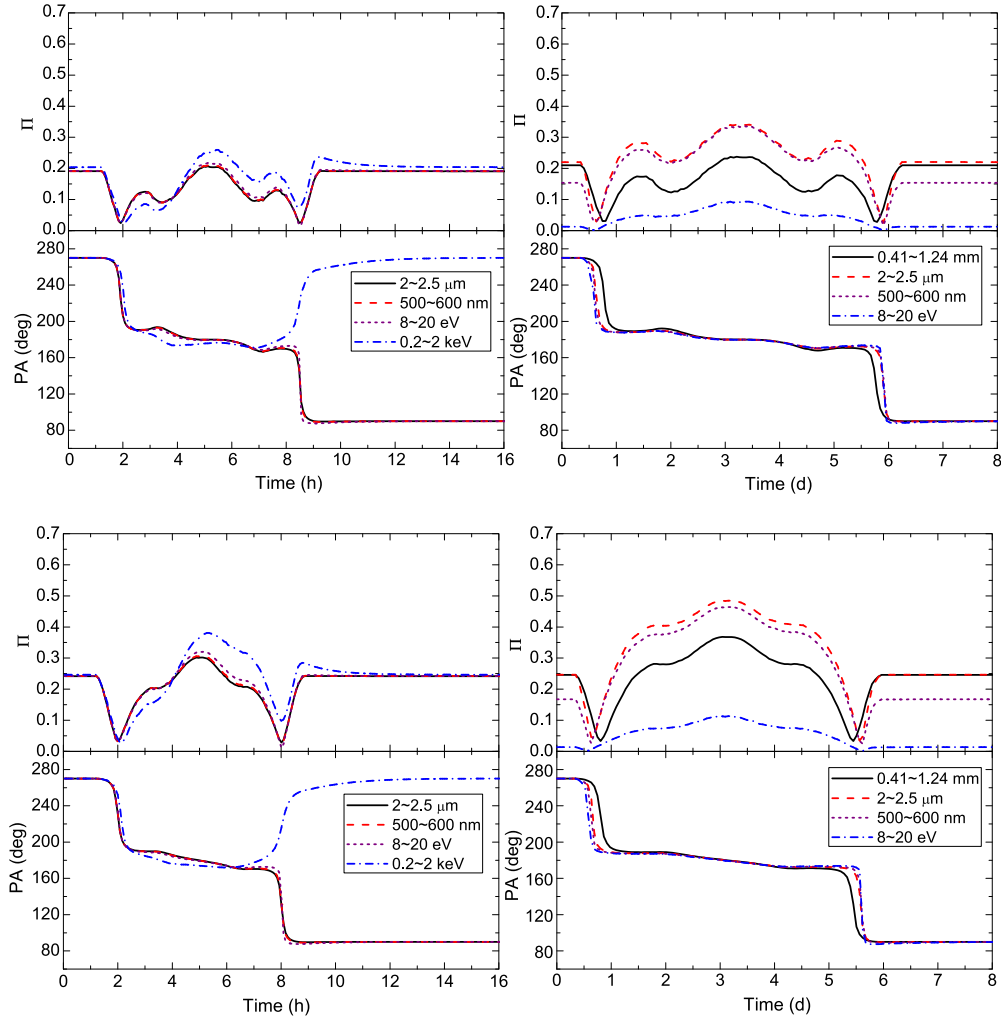 0.7
0.6
0.5
0.4
0.3
0.2
0.1
0.0
Π
280
240
200
160
120
80
PA (deg)
2~2.5 μm
500~600 nm
8~20 eV
0.2~2 keV
0 2 4 6 8 10 12 14 16
Time (h)
0.7
0.6
0.5
0.4
0.3
0.2
0.1
0.0
Π
280
240
200
160
120
80
PA (deg)
0.41~1.24 mm
2~2.5 μm
500~600 nm
8~20 eV
0 1 2 3 4 5 6 7 8
Time (d)
0.7
0.6
0.5
0.4
0.3
0.2
0.1
0.0
Π
280
240
200
160
120
80
PA (deg)
2~2.5 μm
500~600 nm
8~20 eV
0.2~2 keV
0 2 4 6 8 10 12 14 16
Time (h)
0.7
0.6
0.5
0.4
0.3
0.2
0.1
0.0
Π
280
240
200
160
120
80
PA (deg)
0.41~1.24 mm
2~2.5 μm
500~600 nm
8~20 eV
0 1 2 3 4 5 6 7 8
Time (d)